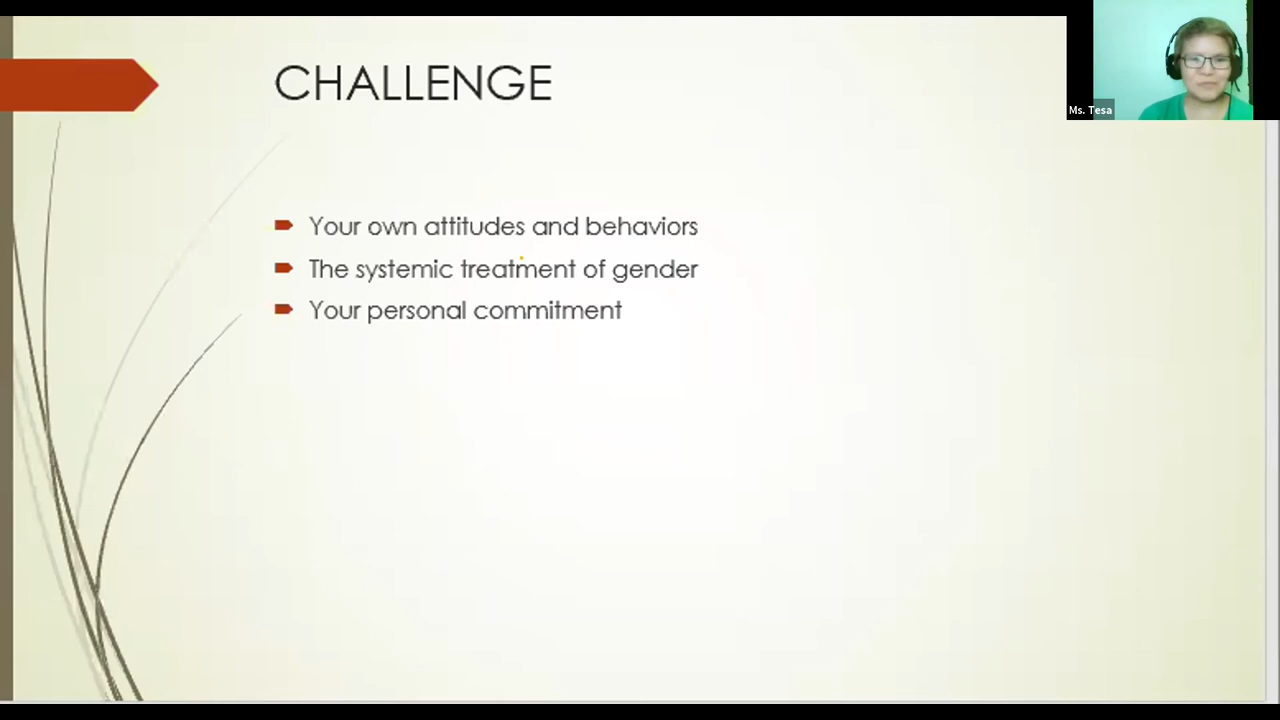 CHALLENGE
Ms. Tesa
Your own attitudes and behaviors
The systemic treatment of gender
Your personal commitment